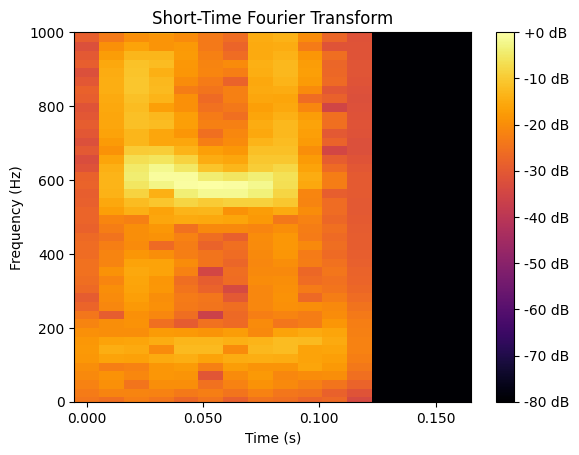 Short-Time Fourier Transform
Frequency (Hz)
1000
800
600
400
200
0
0.000
0.050
0.100
0.150
Time (s)
+0 dB
-10 dB
-20 dB
-30 dB
-40 dB
-50 dB
-60 dB
-70 dB
-80 dB